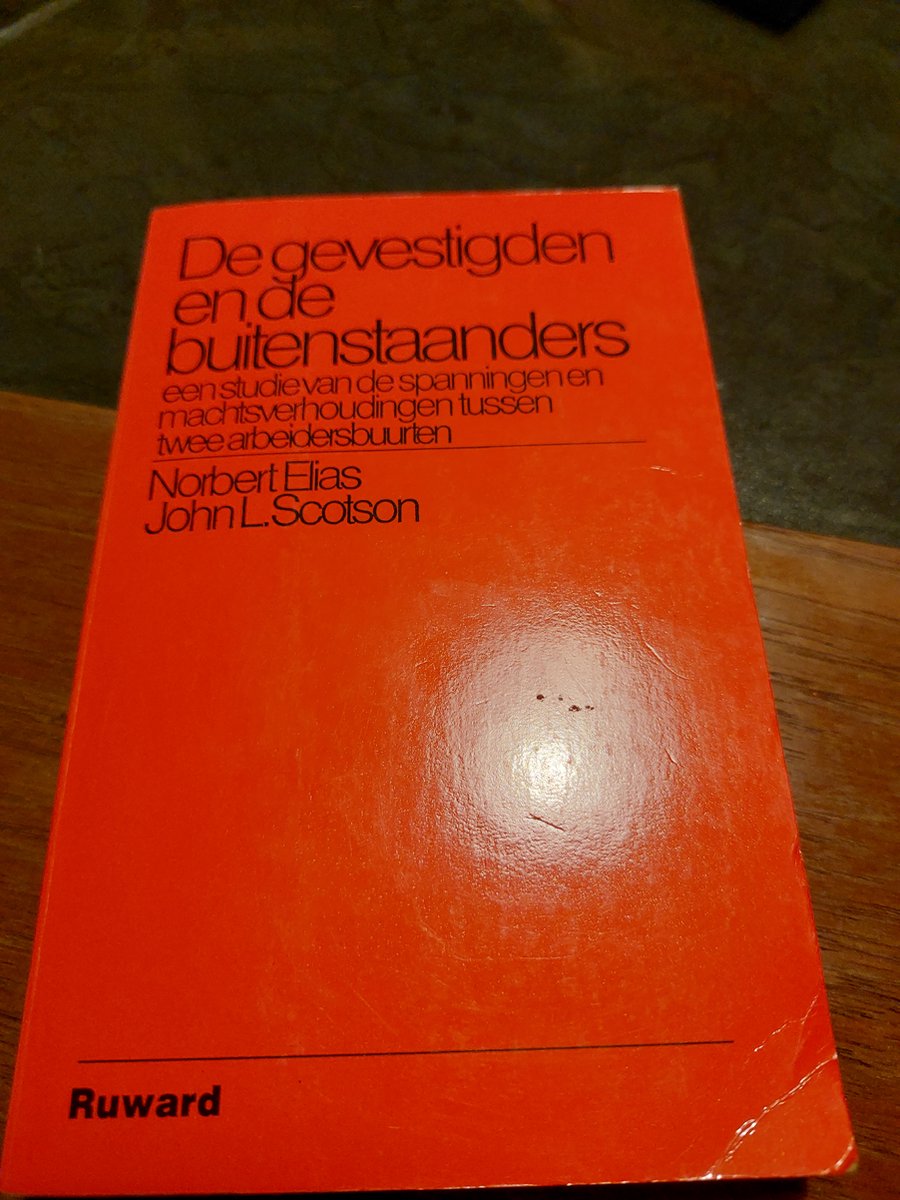 De gevestigden
en de
buitenstaanders
een studie van de spanningen en
machtsverhoudingen tussen
twee arbeidersbuurten
Norbert Elias
John L. Scotson
Ruward